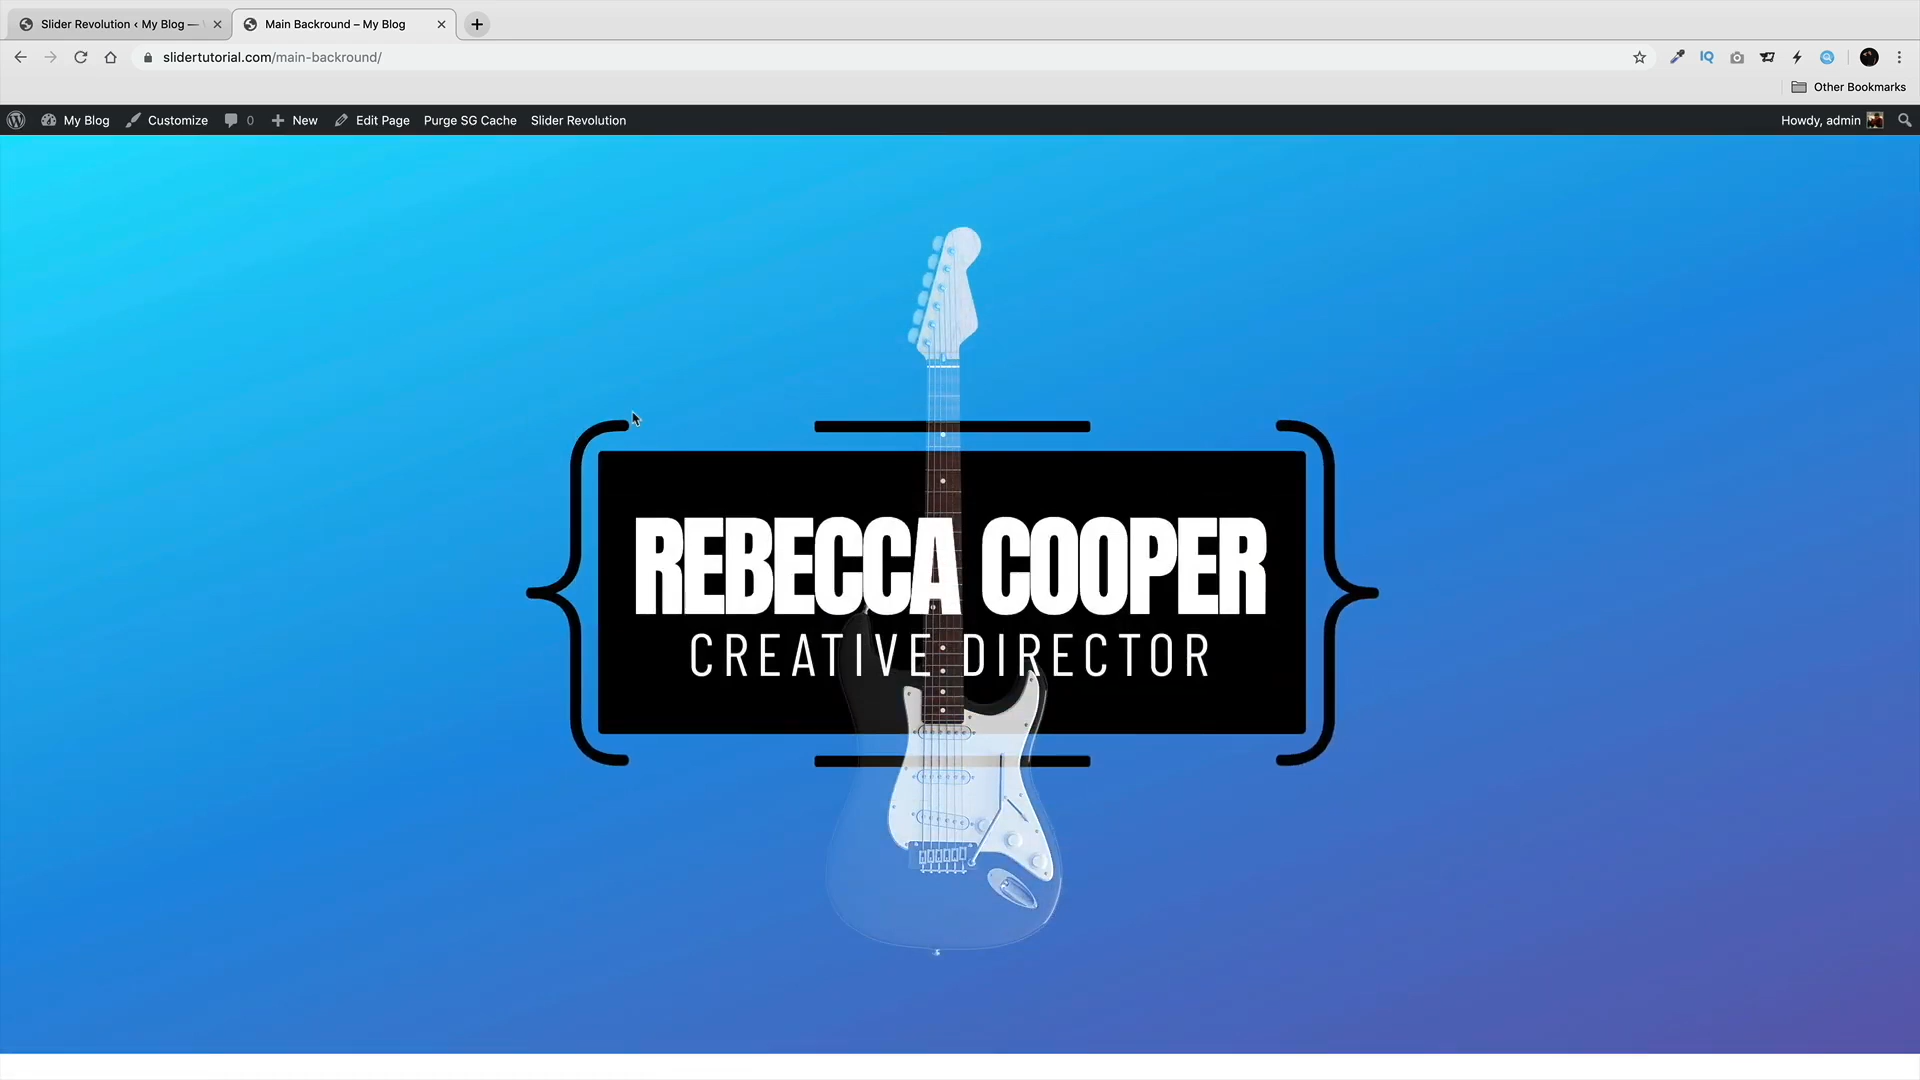 Slider Revolution ‹ My Blog —
Main Backround – My Blog
slidertutorial.com/main-backround/
IQ
Other Bookmarks
My Blog
Customize
0
New
Edit Page
Purge SG Cache
Slider Revolution
Howdy, admin
REBECCA COOPER
CREATIVE DIRECTOR